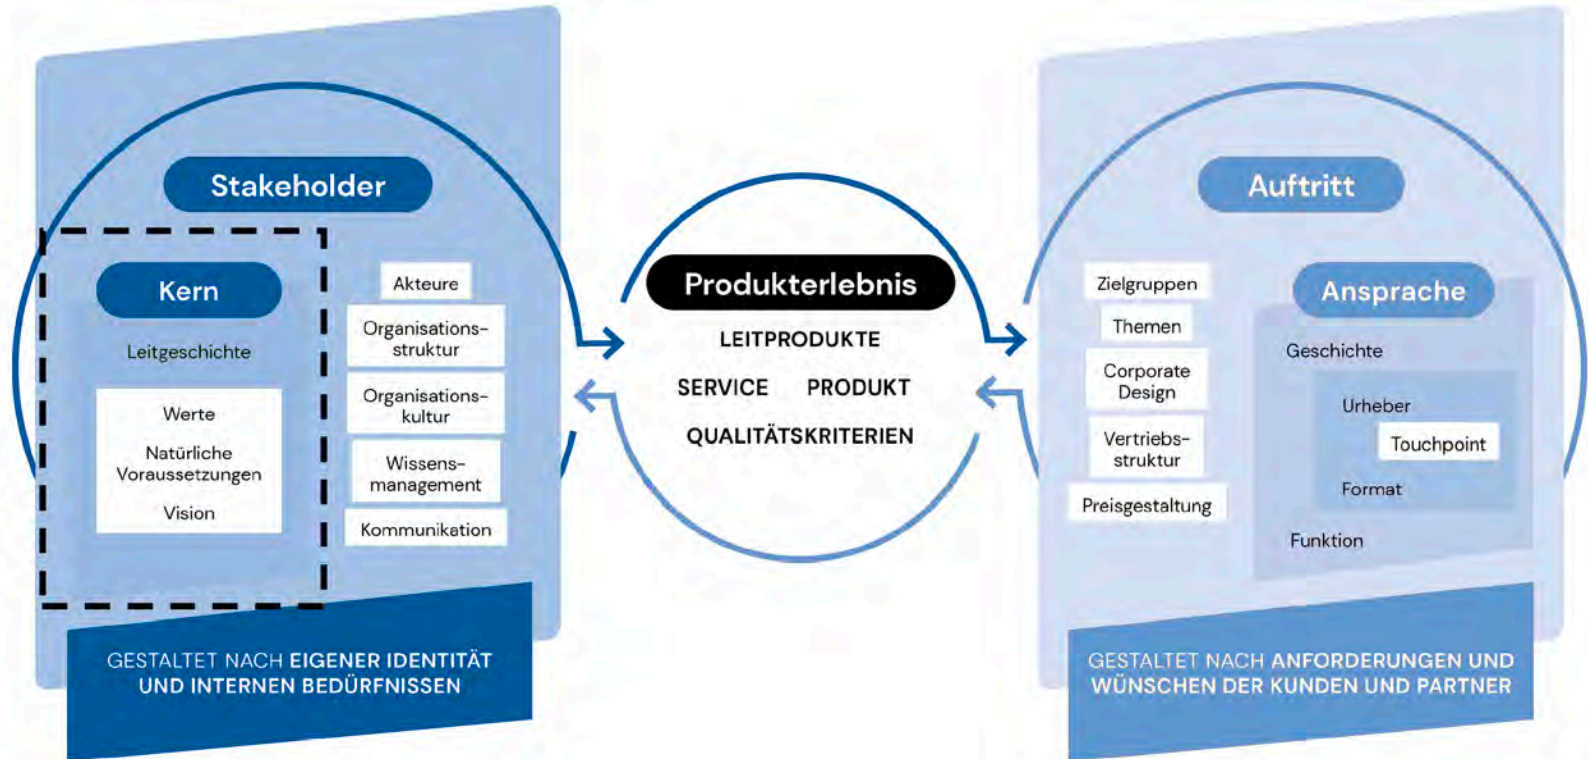 Stakeholder
Kern
Leitgeschichte
Werte
Natürliche
Voraussetzungen
Vision
Akteure
Organisations-
struktur
Organisations-
kultur
Wissens-
management
Kommunikation
GESTALTET NACH EIGENER IDENTITÄT
UND INTERNEN BEDÜRFNISSEN
Produkterlebnis
LEITPRODUKTE
SERVICE PRODUKT
QUALITÄTSKRITERIEN
Auftritt
Zielgruppen
Themen
Corporate
Design
Vertriebs-
struktur
Preisgestaltung
Ansprache
Geschichte
Urheber
Touchpoint
Format
Funktion
GESTALTET NACH ANFORDERUNGEN UND
WÜNSCHEN DER KUNDEN UND PARTNER